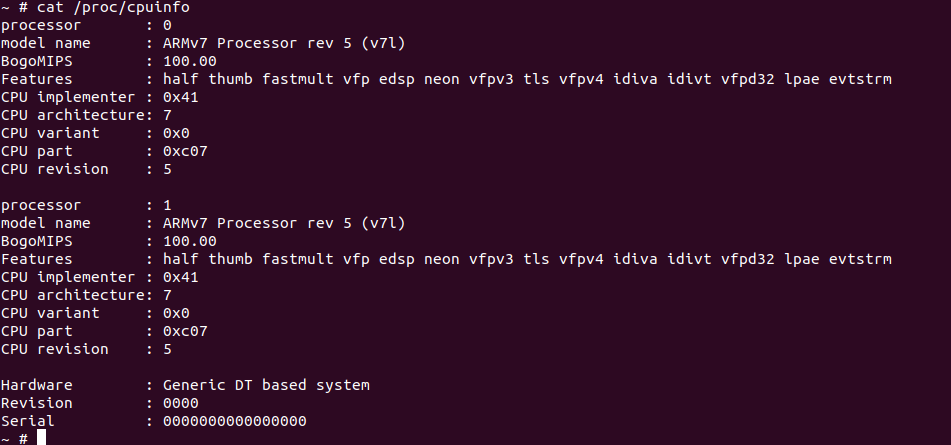 ~ # cat /proc/cpuinfo
processor       : 0
model name      : ARMv7 Processor rev 5 (v7l)
BogoMIPS        : 100.00
Features        : half thumb fastmult vfp edsp neon vfpv3 tls vfpv4 idiva idivt vfpd32 lpae evtstrm
CPU implementer : 0x41
CPU architecture: 7
CPU variant     : 0x0
CPU part        : 0xc07
CPU revision    : 5

processor       : 1
model name      : ARMv7 Processor rev 5 (v7l)
BogoMIPS        : 100.00
Features        : half thumb fastmult vfp edsp neon vfpv3 tls vfpv4 idiva idivt vfpd32 lpae evtstrm
CPU implementer : 0x41
CPU architecture: 7
CPU variant     : 0x0
CPU part        : 0xc07
CPU revision    : 5

Hardware        : Generic DT based system
Revision        : 0000
Serial          : 0000000000000000
~ #